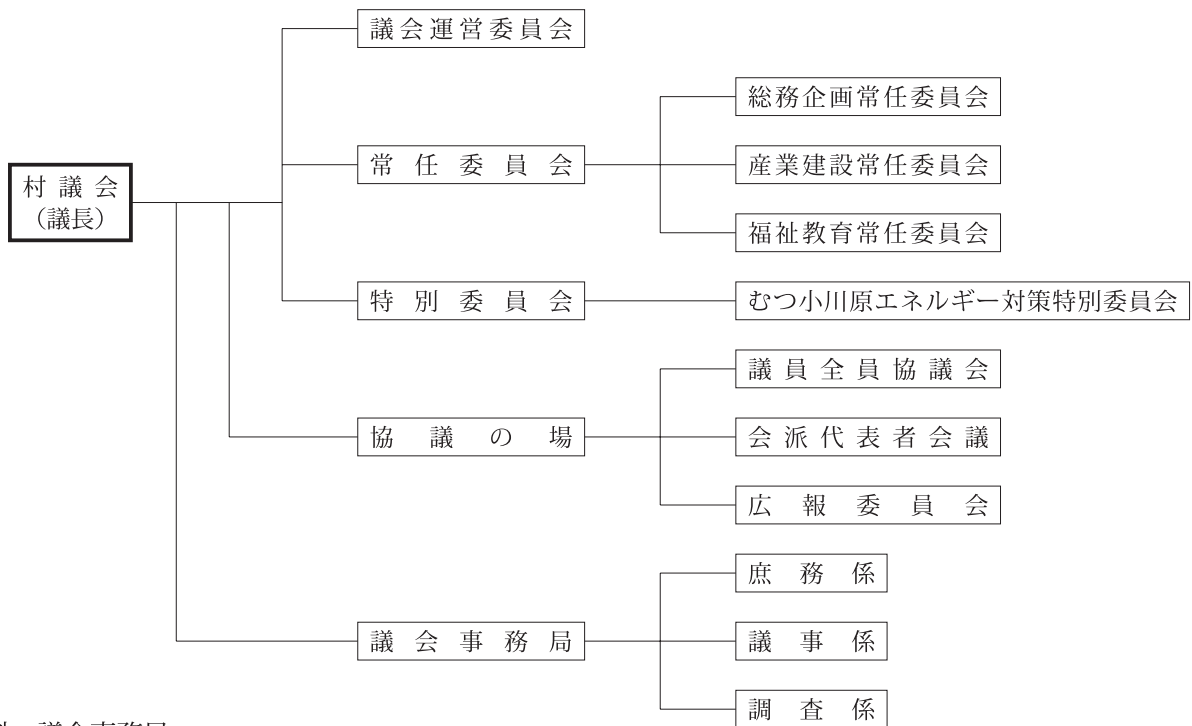 議会運営委員会
総務企画常任委員会
村議会
(議長)
常任委員会
産業建設常任委員会
福祉教育常任委員会
特別委員会
むつ小川原エネルギー対策特別委員会
議員全員協議会
協議の場
会派代表者会議
広報委員会
庶務係
議会事務局
議事係
調査係